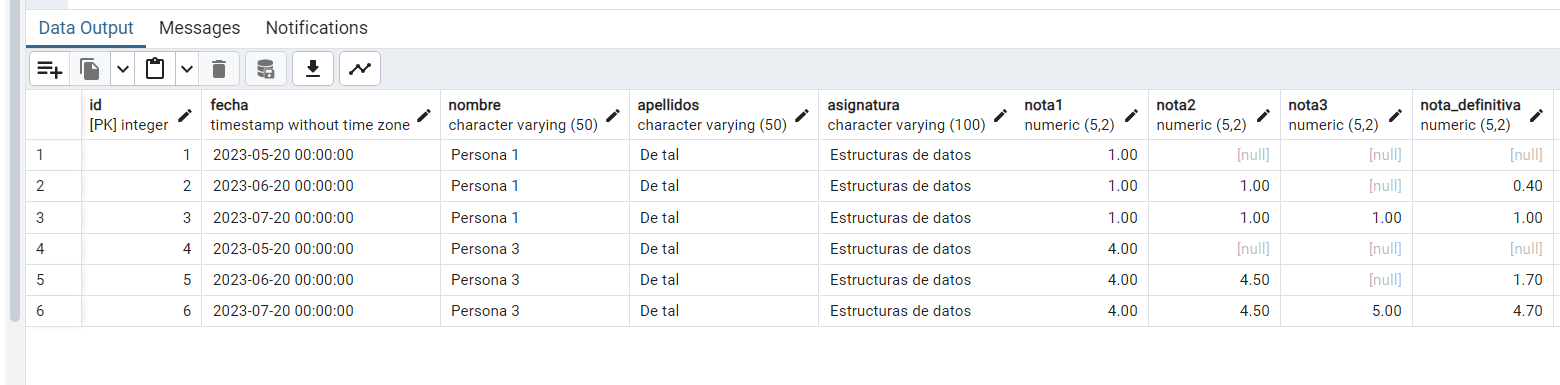 Data Output Messages Notifications
id fecha nombre apellidos asignatura nota1 nota2 nota3 nota_definitiva
[PK] integer timestamp without time zone character varying (50) character varying (50) character varying (100) numeric (5,2) numeric (5,2) numeric (5,2) numeric (5,2)
1 1 2023-05-20 00:00:00 Persona 1 De tal Estructuras de datos 1.00 [null] [null] [null]
2 2 2023-06-20 00:00:00 Persona 1 De tal Estructuras de datos 1.00 1.00 [null] 0.40
3 3 2023-07-20 00:00:00 Persona 1 De tal Estructuras de datos 1.00 1.00 1.00 1.00
4 4 2023-05-20 00:00:00 Persona 3 De tal Estructuras de datos 4.00 [null] [null] [null]
5 5 2023-06-20 00:00:00 Persona 3 De tal Estructuras de datos 4.00 4.50 [null] 1.70
6 6 2023-07-20 00:00:00 Persona 3 De tal Estructuras de datos 4.00 4.50 5.00 4.70